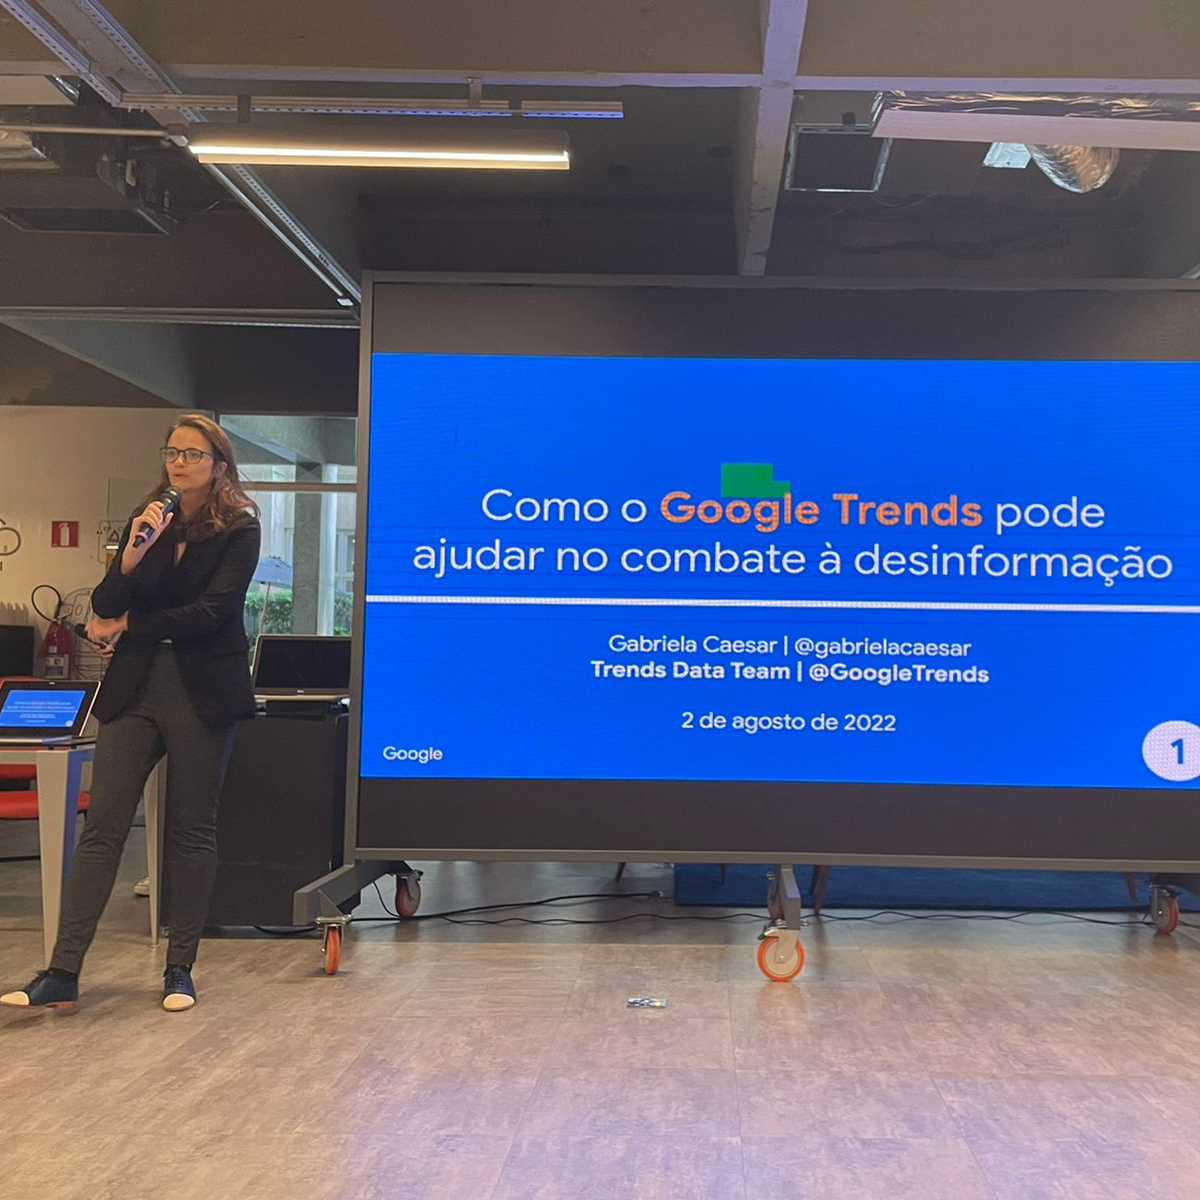 Como o Google Trends pode
ajudar no combate à desinformação
Gabriela Caesar | @gabrielacaesar
Trends Data Team | @GoogleTrends
2 de agosto de 2022
Google
1